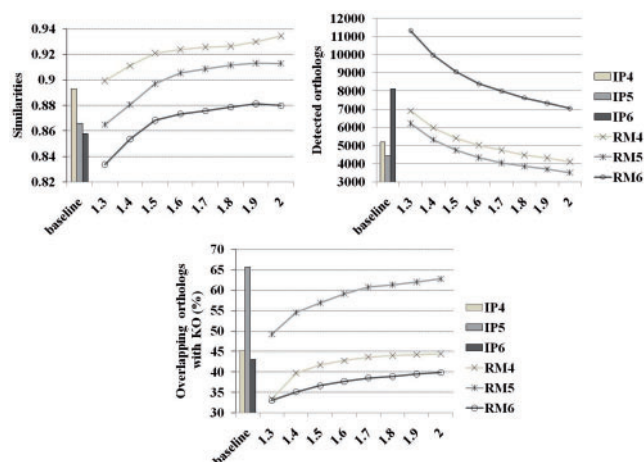 0.94
0.92
0.9
0.88
0.86
0.84
0.82
Similarities
baseline
1.3
1.4
1.5
1.6
1.7
1.8
1.9
2
12000
11000
10000
9000
8000
7000
6000
5000
4000
3000
Detected orthologs
baseline
1.3
1.4
1.5
1.6
1.7
1.8
1.9
2
IP4
IP5
IP6
RM4
RM5
RM6
70
65
60
55
50
45
40
35
30
Overlapping orthologs
with KO (%)
baseline
1.3
1.4
1.5
1.6
1.7
1.8
1.9
2
IP4
IP5
IP6
RM4
RM5
RM6